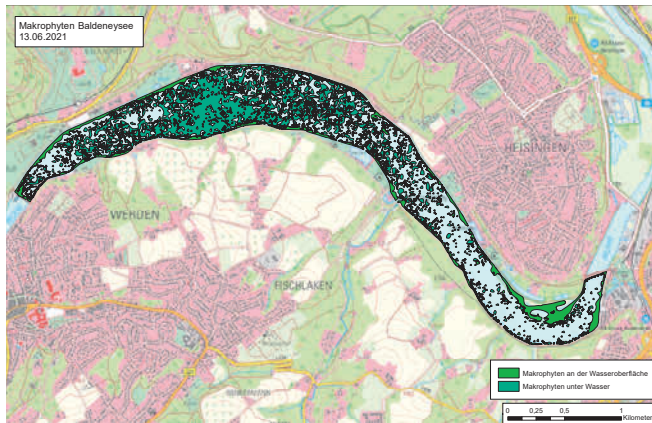 Makrophyten Baldeneysee
13.06.2021
HEISINGEN
WERDEN
FISCHLAKEN
Makrophyten an der Wasseroberfläche
Makrophyten unter Wasser
0 0,25 0,5 1
Kilometer